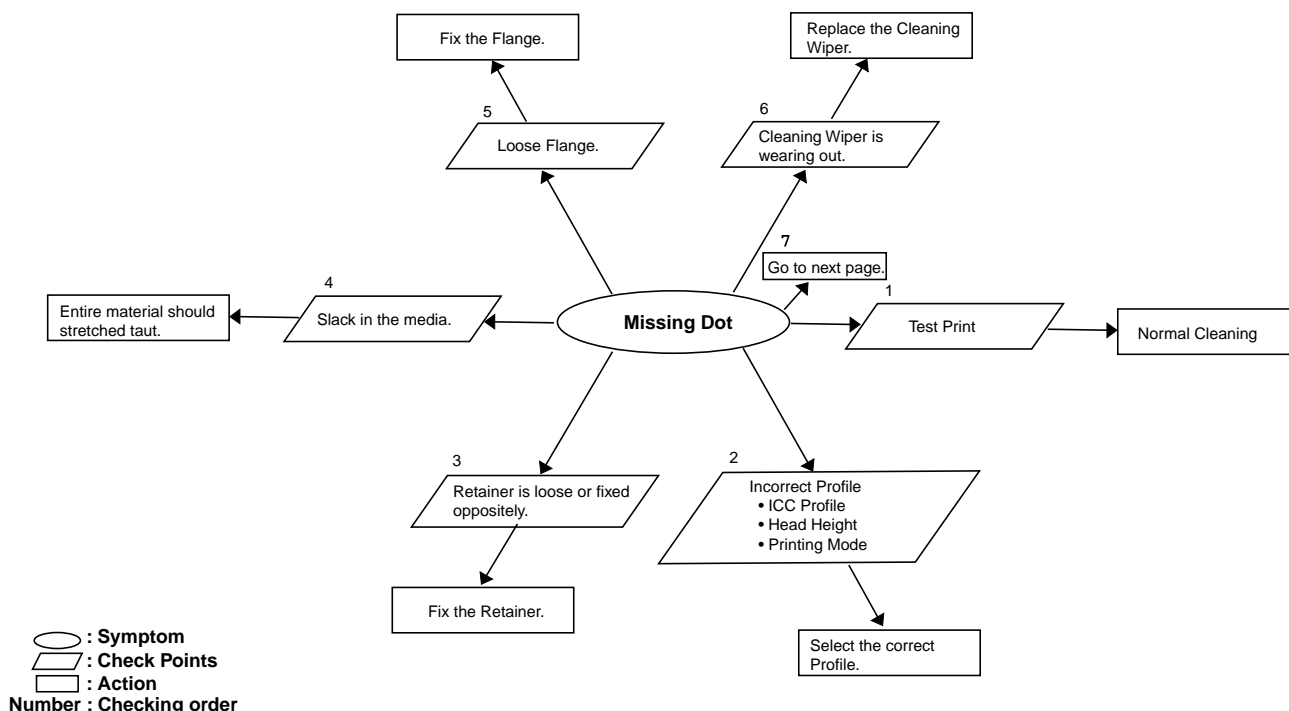 Fix the Flange.
Replace the Cleaning
Wiper.
5
Loose Flange.
6
Cleaning Wiper is
wearing out.
7
Go to next page.
4
Slack in the media.
Entire material should
stretched taut.
Missing Dot
1
Test Print
Normal Cleaning
3
Retainer is loose or fixed
oppositely.
2
Incorrect Profile
• ICC Profile
• Head Height
• Printing Mode
Fix the Retainer.
Select the correct
Profile.
: Symptom
: Check Points
: Action
Number : Checking order